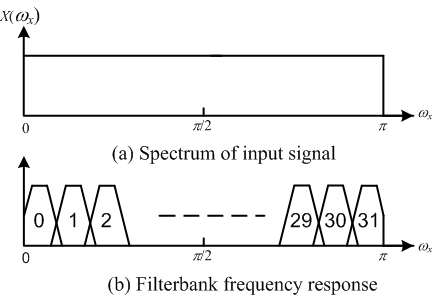 X(ωx)
0
π/2
π
ωx
(a) Spectrum of input signal
0 1 2 29 30 31
0
π/2
π
ωx
(b) Filterbank frequency response